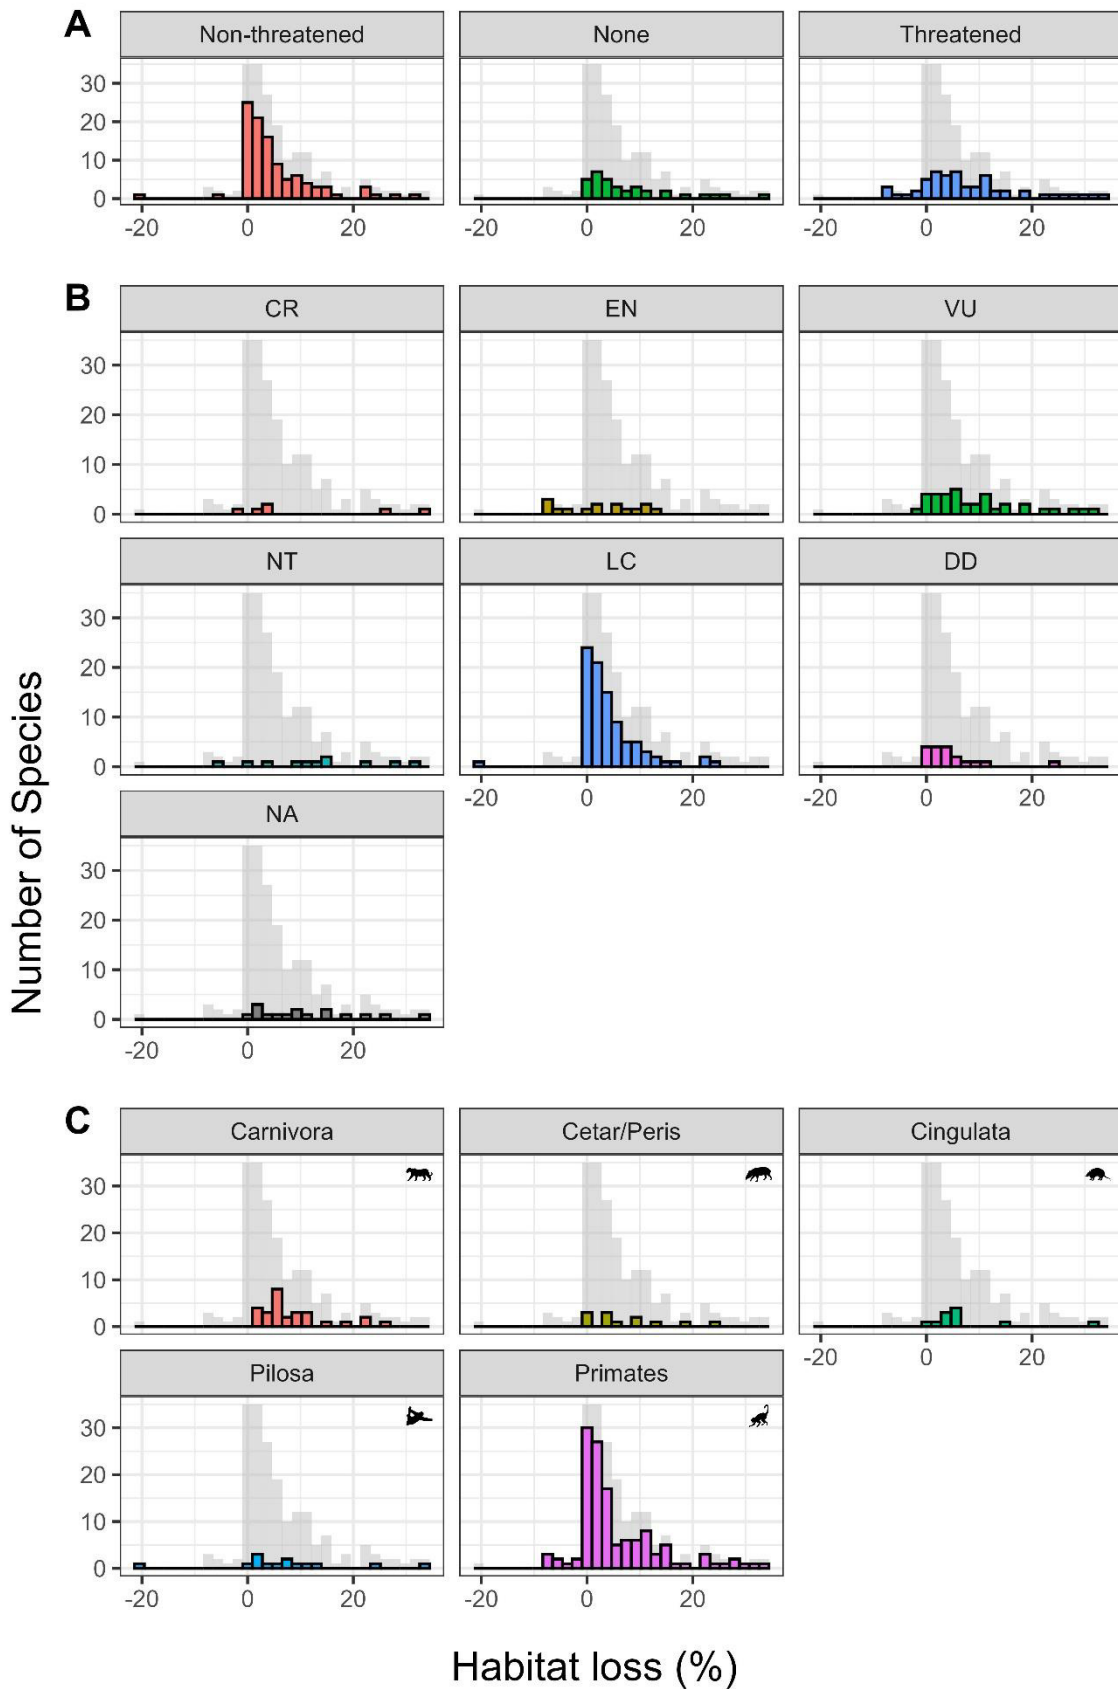 A
Non-threatened None Threatened
30
20
10
0
-20 0 20 -20 0 20 -20 0 20
B
CR EN VU
30
20
10
0
NT LC DD
30
20
10
0
-20 0 20 -20 0 20
NA
30
20
10
0
-20 0 20
Number of Species
C
Carnivora Cetar/Peris Cingulata
30
20
10
0
-20 0 20
Pilosa Primates
30
20
10
0
-20 0 20 -20 0 20
Habitat loss (%)